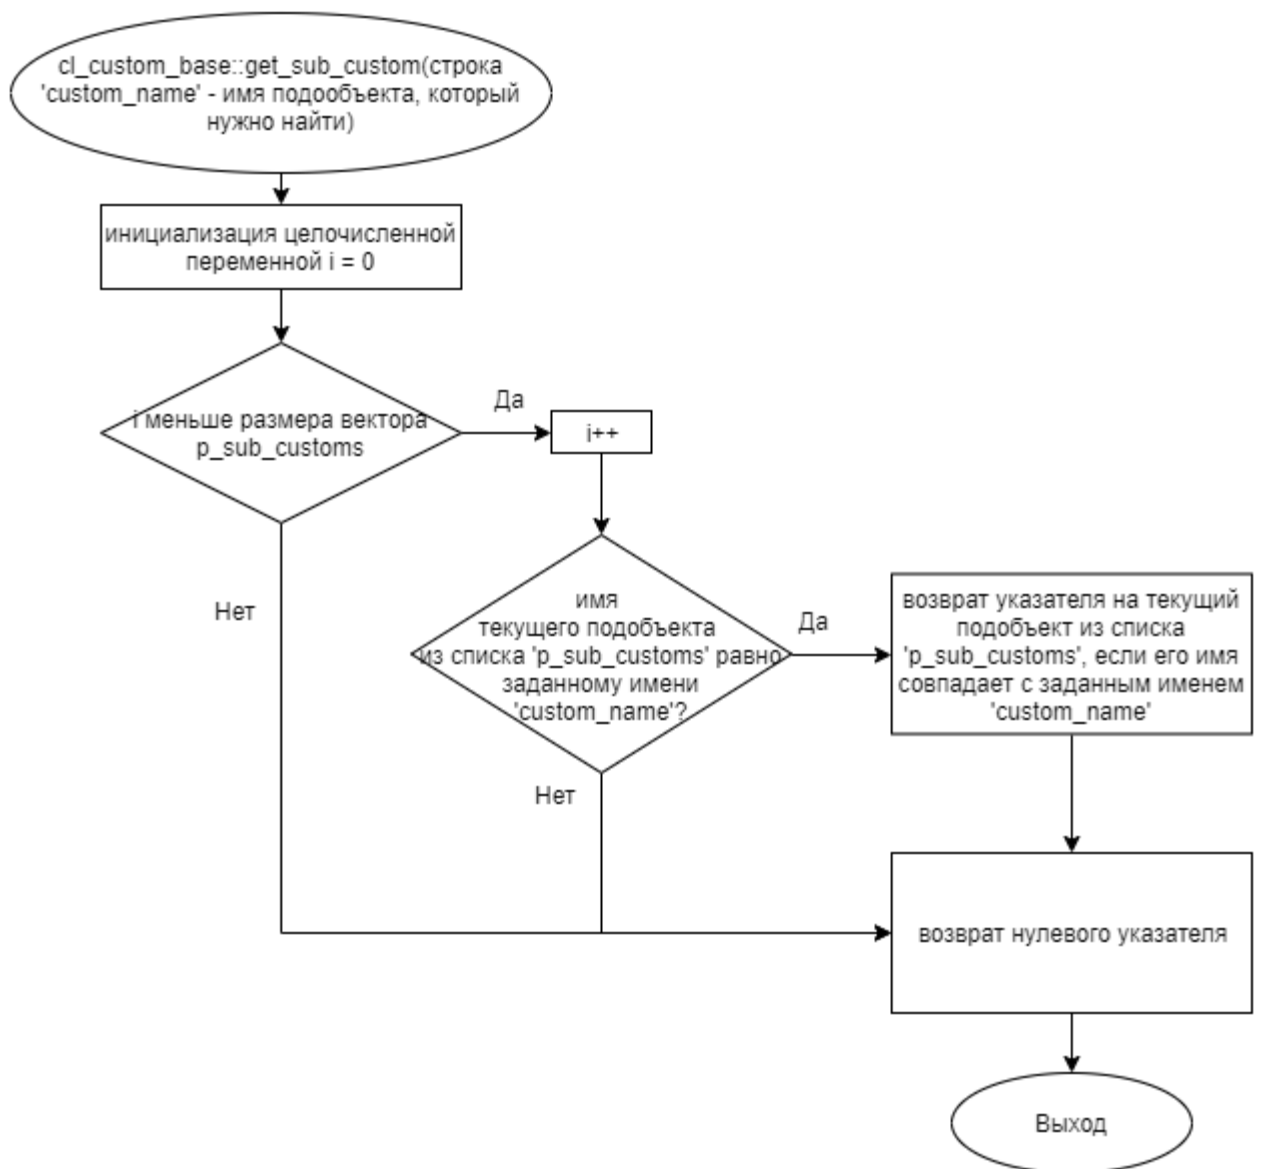 cl_custom_base::get_sub_custom(строка
'custom_name' - имя подообъекта, который
нужно найти)
инициализация целочисленной
переменной i = 0
i меньше размера вектора
p_sub_customs
Да
i++
Нет
имя
текущего подобъекта
из списка 'p_sub_customs' равно
заданному имени
'custom_name'?
Да
возврат указателя на текущий
подобъект из списка
'p_sub_customs', если его имя
совпадает с заданным именем
'custom_name'
Нет
возврат нулевого указателя
Выход